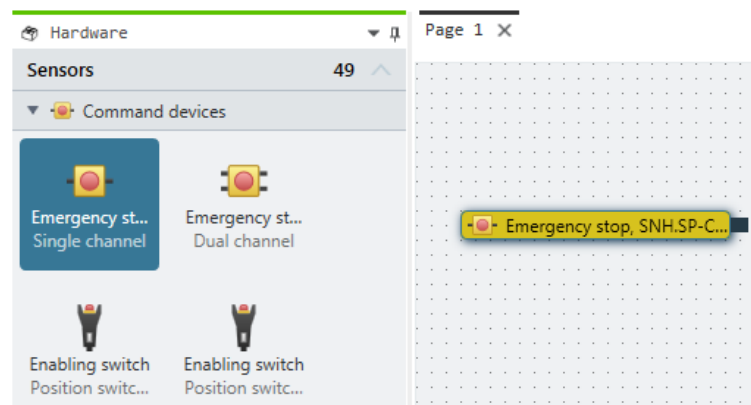 Hardware
Page 1
Sensors 49
Command devices
Emergency st... Emergency st...
Single channel Dual channel
Emergency stop, SNH.SP-C...
Enabling switch Enabling switch
Position switc... Position switc...